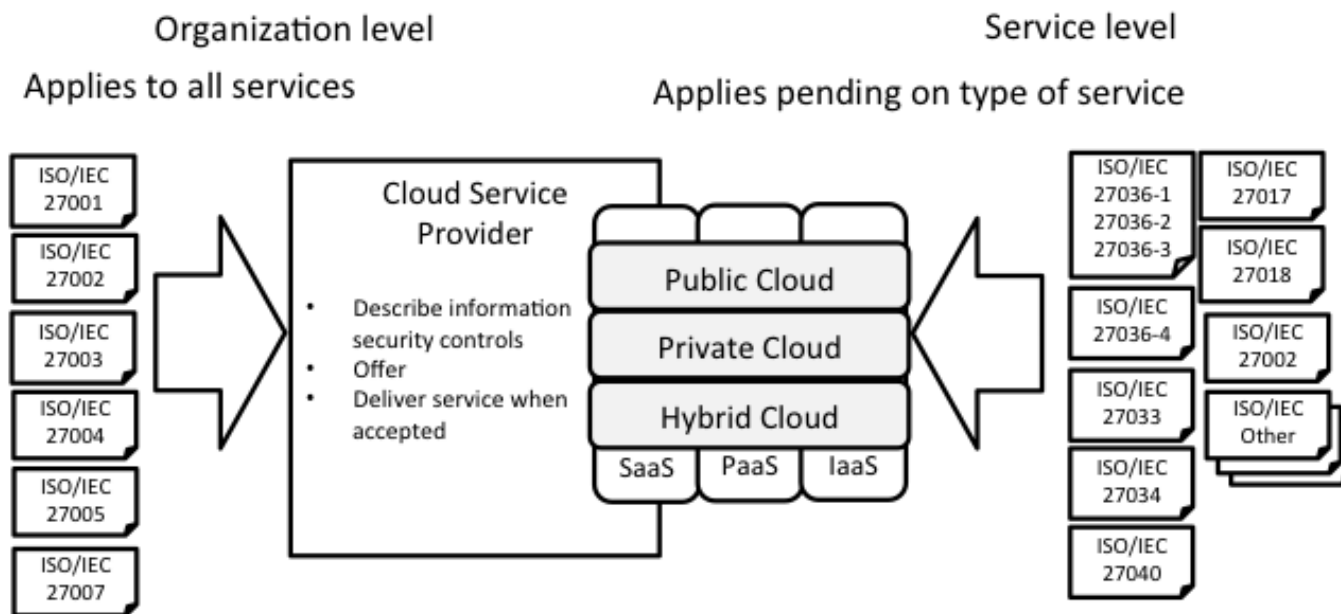 Organization level
Applies to all services
Service level
Applies pending on type of service
ISO/IEC
27001
ISO/IEC
27002
ISO/IEC
27003
ISO/IEC
27004
ISO/IEC
27005
ISO/IEC
27007
Cloud Service
Provider
• Describe information
security controls
• Offer
• Deliver service when
accepted
Public Cloud
Private Cloud
Hybrid Cloud
SaaS PaaS IaaS
ISO/IEC
27036-1
27036-2
27036-3
ISO/IEC
27036-4
ISO/IEC
27033
ISO/IEC
27034
ISO/IEC
27040
ISO/IEC
27017
ISO/IEC
27018
ISO/IEC
27002
ISO/IEC
Other